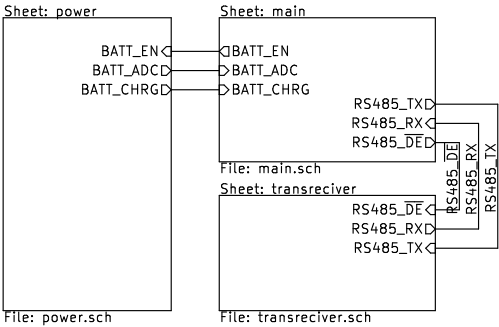 Sheet: power
BATT_EN
BATT_ADC
BATT_CHRG
File: power.sch
Sheet: main
BATT_EN
BATT_ADC
BATT_CHRG
RS485_TX
RS485_RX
RS485_DE
File: main.sch
RS485_DE
RS485_RX
RS485_TX
Sheet: transreciver
RS485_DE
RS485_RX
RS485_TX
File: transreciver.sch